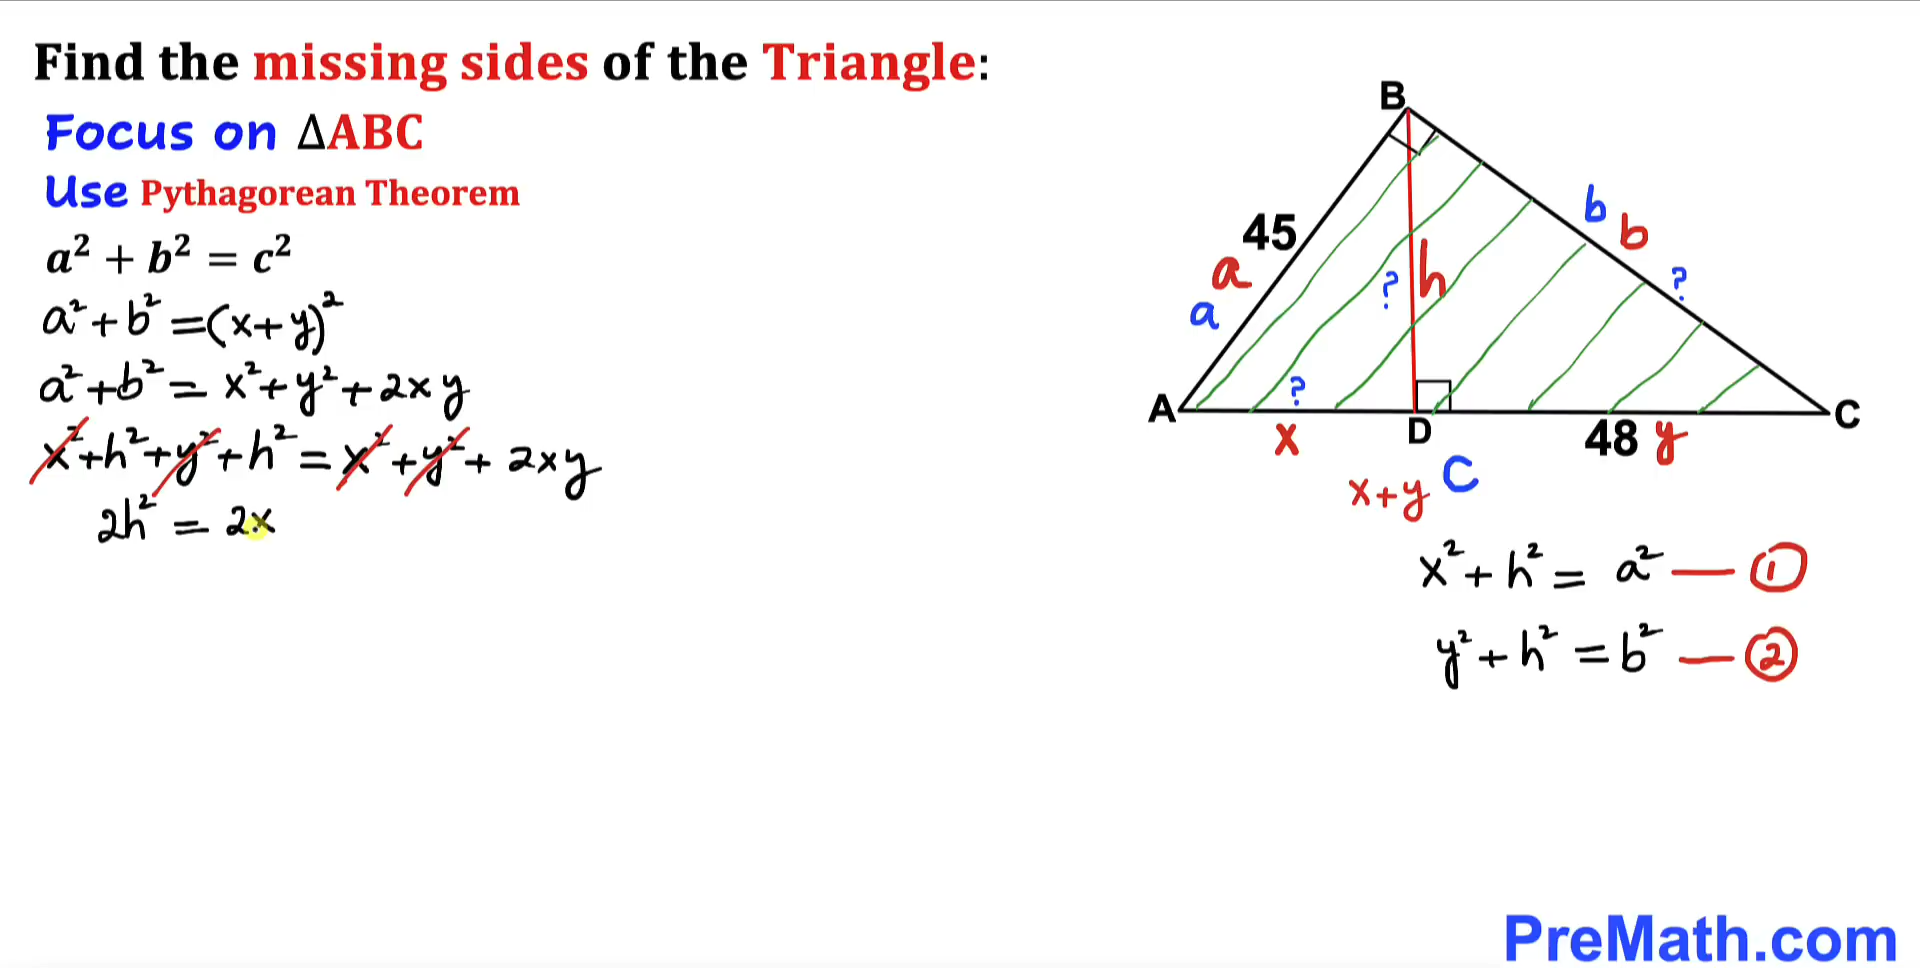 Find the missing sides of the Triangle:
Focus on ΔABC
Use Pythagorean Theorem
a² + b² = c²
a²+b²=(x+y)²
a²+b²= x²+y²+2xy
x²+h²+y²+h²=x²+y²+ 2xy
2h² = 2x
B
45
a
a
b
b
?
?
h
?
A
D
C
x
48 y
x+y
C
x²+h²= a² — ①
y²+h²=b² — ②
PreMath.com